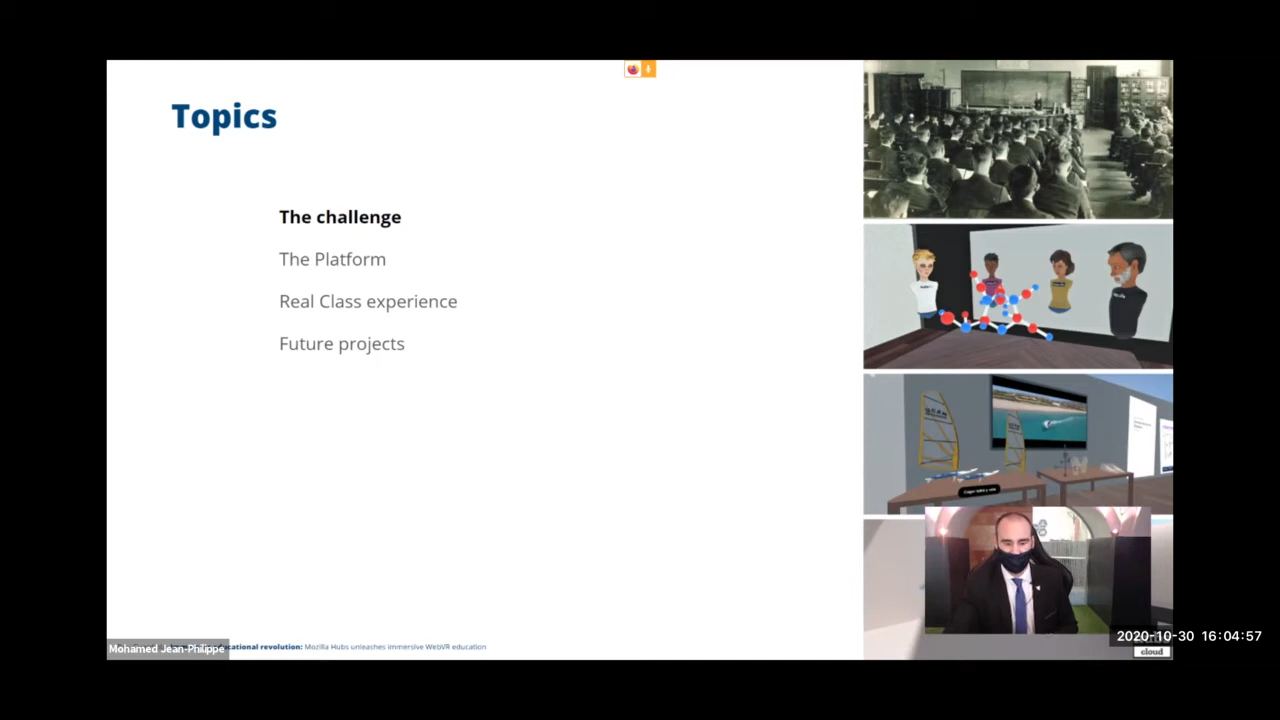 Topics
The challenge
The Platform
Real Class experience
Future projects
Mohamed Jean-Philippe
cational revolution: Mozilla Hubs unleashes immersive WebVR education
2020-10-30 16:04:57
cloud